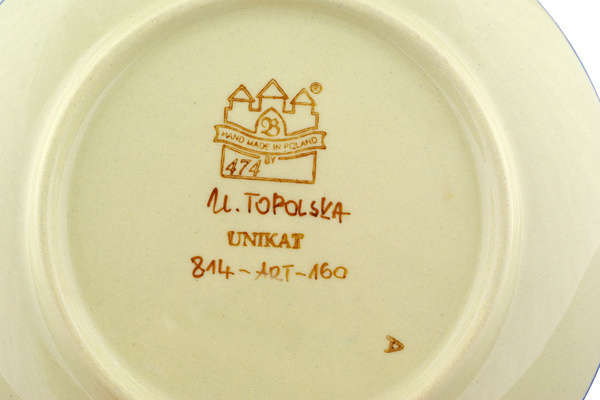 ®
B
HAND MADE IN POLAND
BY
474
U. TOPOLSKA
UNIKAT
814-ART-160